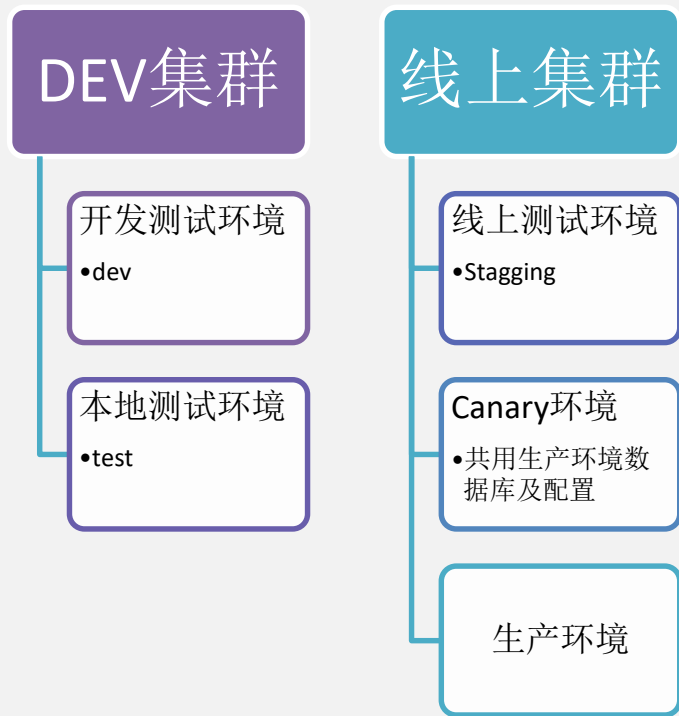 DEV集群
开发测试环境
•dev
本地测试环境
•test
线上集群
线上测试环境
•Stagging
Canary环境
•共用生产环境数
据库及配置
生产环境